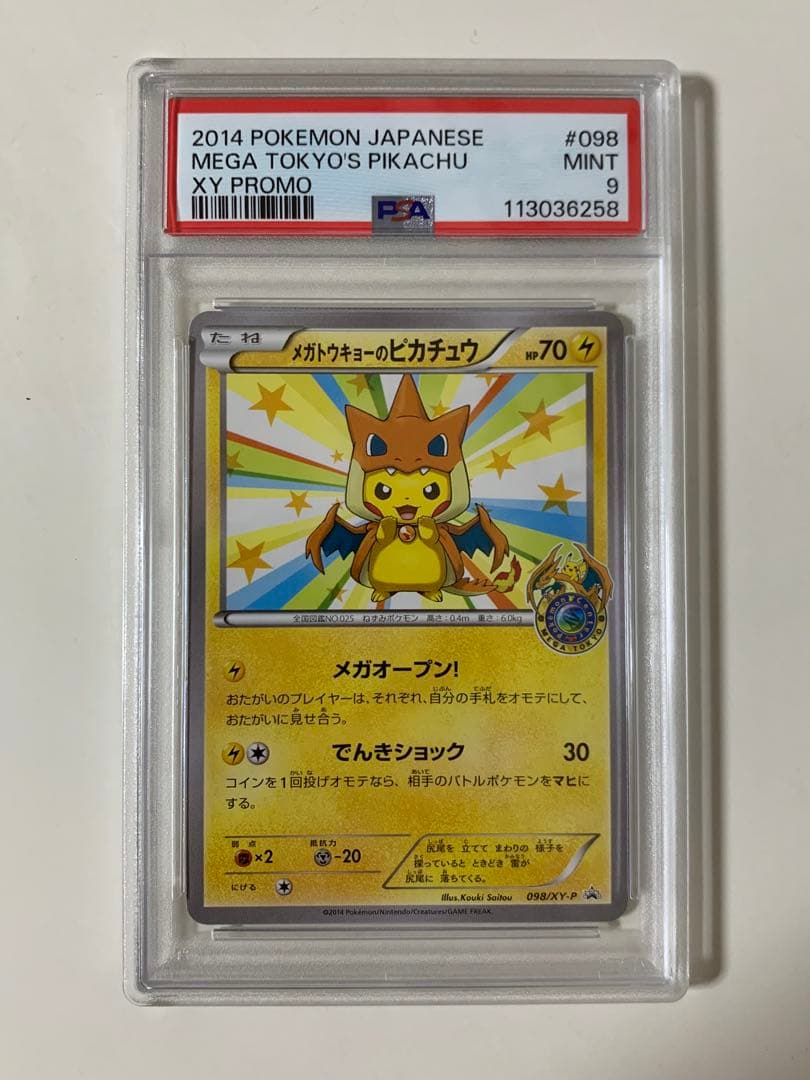 2014 POKEMON JAPANESE #098
MEGA TOKYO'S PIKACHU MINT
XY PROMO 9
PSA 113036258
たね メガトウキョーのピカチュウ HP70
全国図鑑NO.025 ねずみポケモン 高さ:0.4m 重さ:6.0kg
Pokémon Center
MEGA TOKYO
メガオープン!
おたがいのプレイヤーは、それぞれ、自分の手札をオモテにして、
おたがいに見せ合う。
でんきショック 30
コインを1回投げオモテなら、相手のバトルポケモンをマヒに
する。
弱点 抵抗力
×2 -20
にげる
尻尾を 立てて まわりの 様子を
探っていると ときどき 雷が
尻尾に 落ちてくる。
Illus.Kouki Saitou 098/XY-P
©2014 Pokémon/Nintendo/Creatures/GAME FREAK.